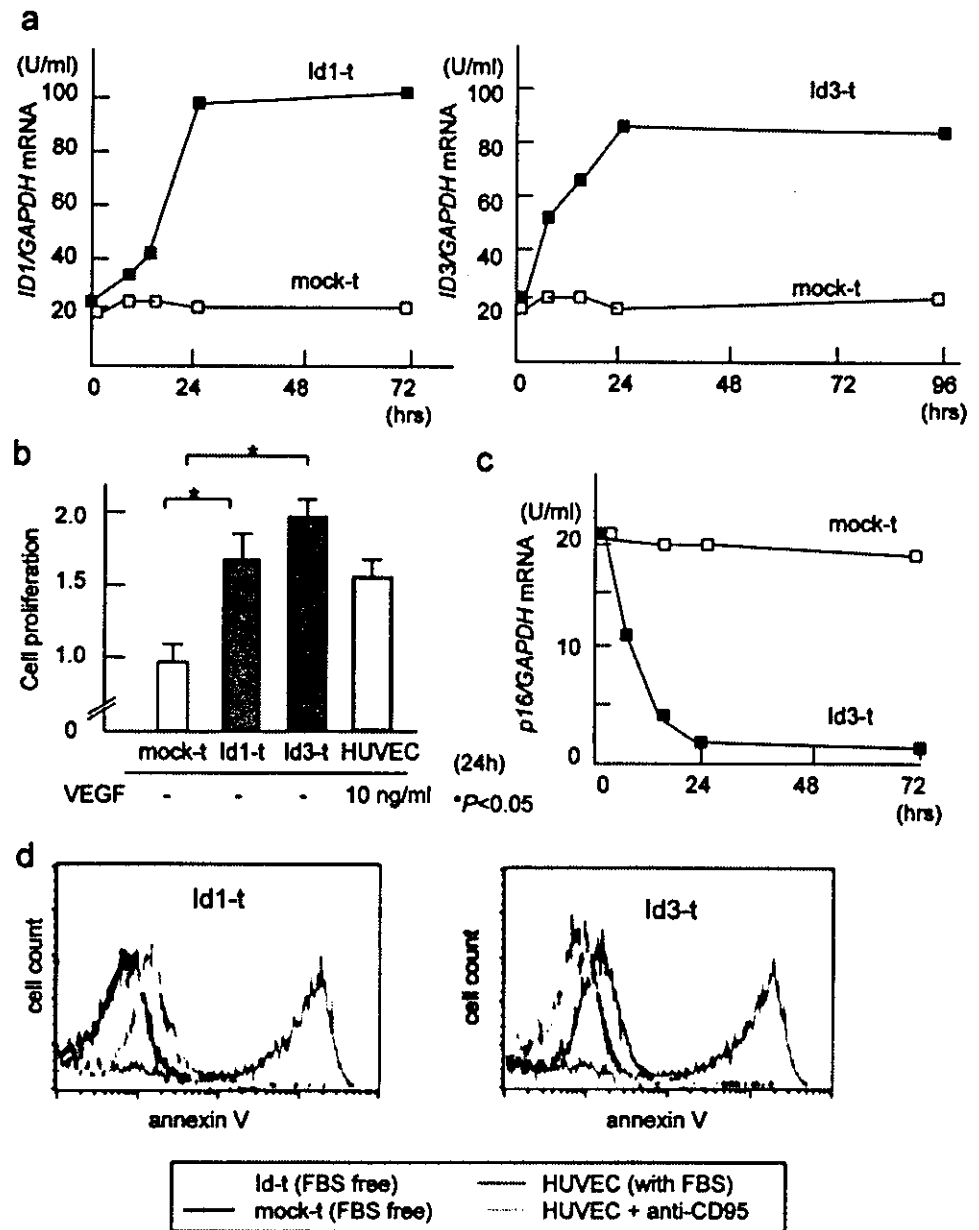 a
(U/ml)
100
80
60
40
20
ID1/GAPDH mRNA
Id1-t
mock-t
0 24 48 72
(hrs)
(U/ml)
100
80
60
40
20
ID3/GAPDH mRNA
Id3-t
mock-t
0 24 48 72 96
(hrs)
b
Cell proliferation
2.0
1.5
1.0
0
* 
*
mock-t Id1-t Id3-t HUVEC
VEGF - - - 10 ng/ml
(24h)
*P<0.05
c
(U/ml)
20
10
0
p16/GAPDH mRNA
mock-t
Id3-t
0 24 48 72
(hrs)
d
Id1-t
cell count
annexin V
Id3-t
cell count
annexin V
Id-t (FBS free) HUVEC (with FBS)
mock-t (FBS free) HUVEC + anti-CD95